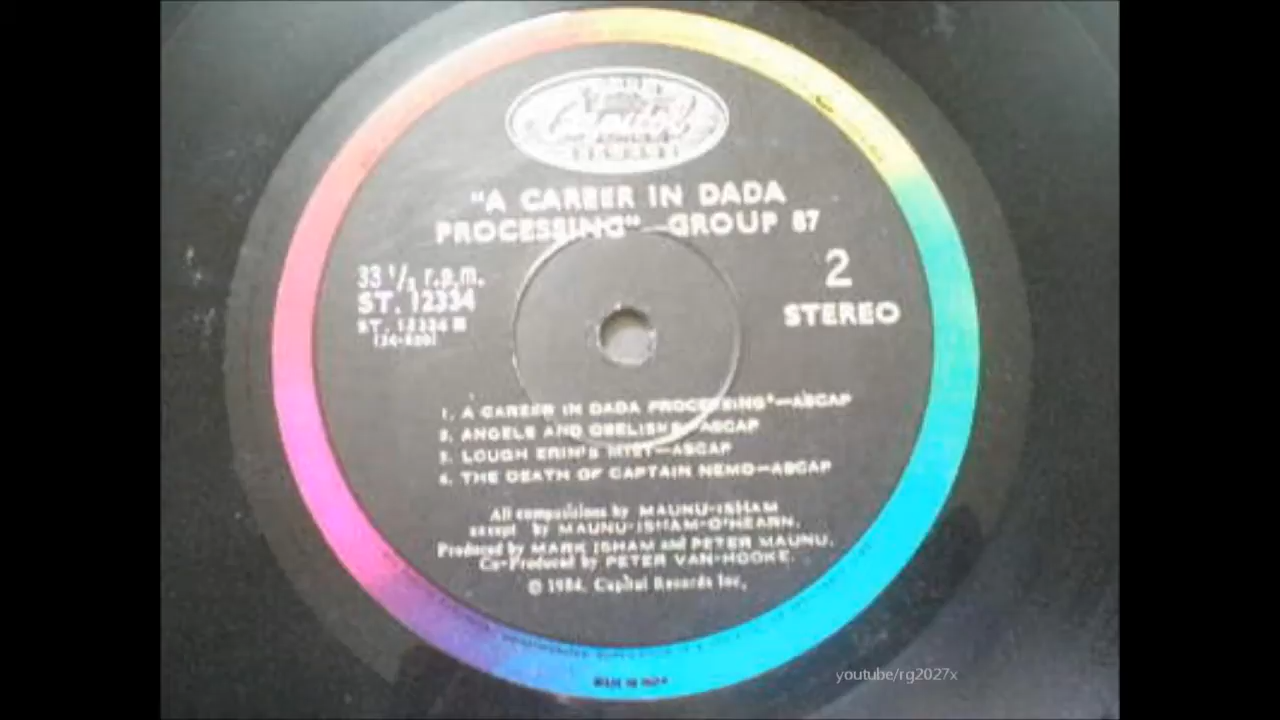 Capitol
"A CAREER IN DADA
PROCESSING"—GROUP 87
33 1/3 r.p.m.
ST. 12334
2
STEREO
1. A CAREER IN DADA PROCESSING"—ASCAP
2. ANGELS AND OBELISKS—ASCAP
3. LOUGH ERIN'S MIST—ASCAP
4. THE DEATH OF CAPTAIN NEMO—ASCAP
All compositions by MAUNU-ISHAM
except by MAUNU-ISHAM-O'HEARN.
Produced by MARK ISHAM and PETER MAUNU.
Co-Produced by PETER VAN-HOOKE.
© 1984. Capitol Records Inc.
youtube/rg2027x